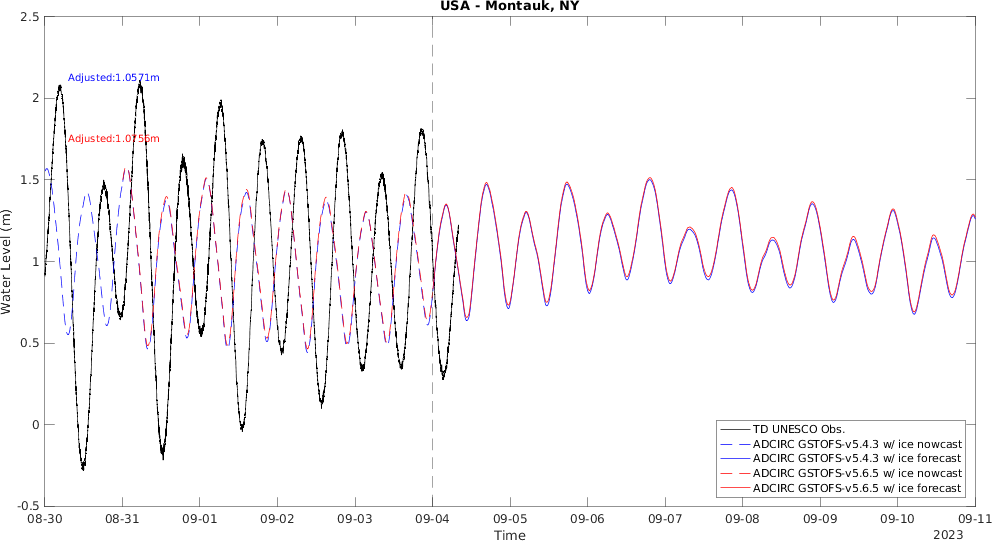 USA - Montauk, NY
2.5
2
1.5
1
0.5
0
-0.5
Water Level (m)
Adjusted:1.0571m
Adjusted:1.0756m
TD UNESCO Obs.
ADCIRC GSTOFS-v5.4.3 w/ ice nowcast
ADCIRC GSTOFS-v5.4.3 w/ ice forecast
ADCIRC GSTOFS-v5.6.5 w/ ice nowcast
ADCIRC GSTOFS-v5.6.5 w/ ice forecast
08-30 08-31 09-01 09-02 09-03 09-04 09-05 09-06 09-07 09-08 09-09 09-10 09-11
Time
2023